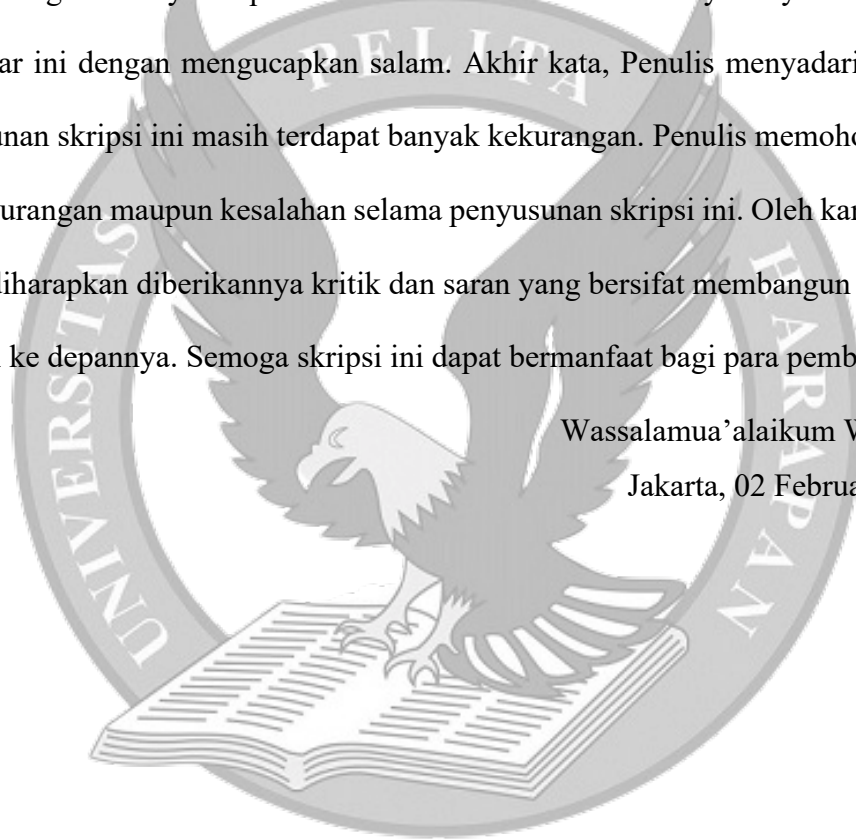 ar ini dengan mengucapkan salam. Akhir kata, Penulis menyadari
unan skripsi ini masih terdapat banyak kekurangan. Penulis memoho
urangan maupun kesalahan selama penyusunan skripsi ini. Oleh kar
diharapkan diberikannya kritik dan saran yang bersifat membangun
ke depannya. Semoga skripsi ini dapat bermanfaat bagi para pemb
Wassalamua’alaikum W
Jakarta, 02 Februa
UNIVERSITAS PELITA HARAPAN